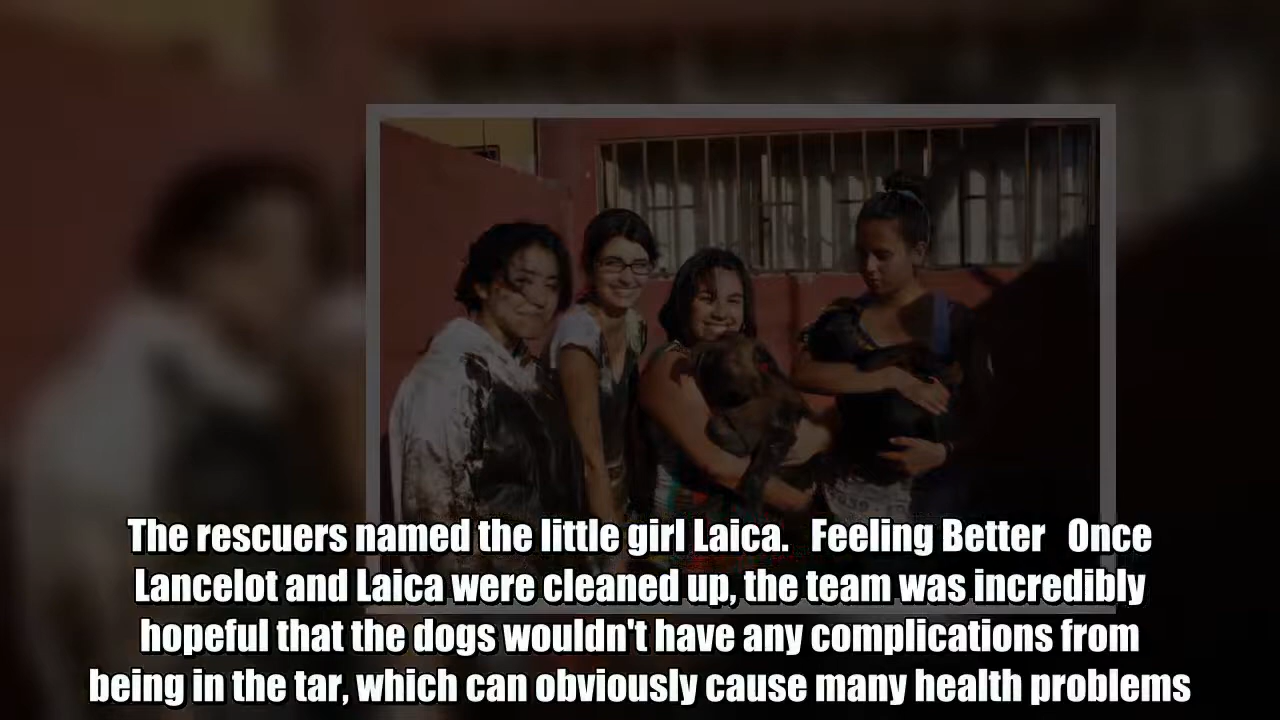 The rescuers named the little girl Laica.   Feeling Better   Once
Lancelot and Laica were cleaned up, the team was incredibly
hopeful that the dogs wouldn't have any complications from
being in the tar, which can obviously cause many health problems